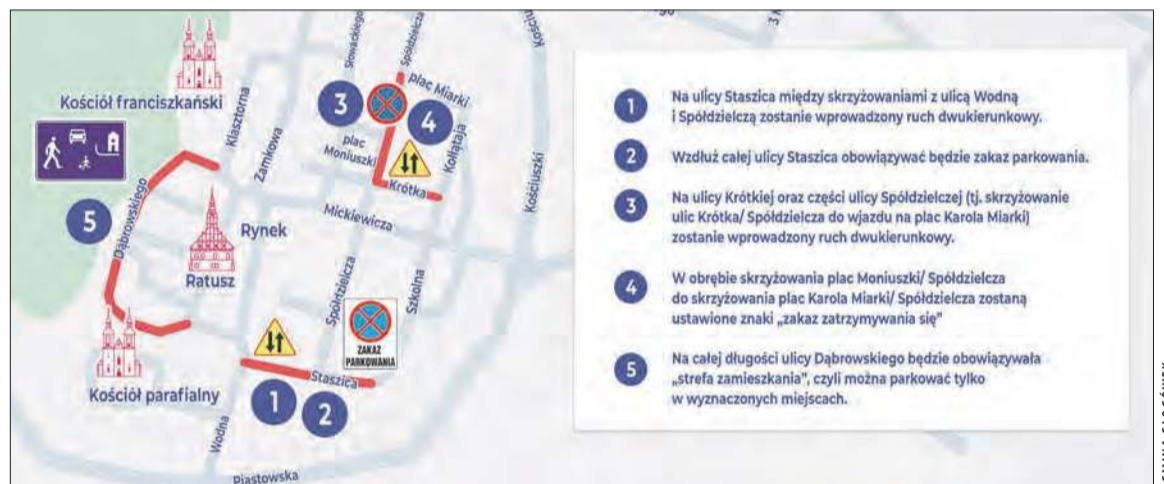 Kościół franciszkański
Klasztorna
Zamkowa
Słowackiego
Spółdzielcza
Kościuszki
plac Miarki
3
4
plac
Moniuszki
Kołłątaja
Krótka
Kościuszki
Mickiewicza
5
Dąbrowskiego
Rynek
Ratusz
Spółdzielcza
Szkolna
ZAKAZ
PARKOWANIA
Staszica
Kościół parafialny
1
2
Wodna
Piastowska
1 Na ulicy Staszica między skrzyżowaniami z ulicą Wodną
i Spółdzielczą zostanie wprowadzony ruch dwukierunkowy.
2 Wzdłuż całej ulicy Staszica obowiązywać będzie zakaz parkowania.
3 Na ulicy Krótkiej oraz części ulicy Spółdzielczej (tj. skrzyżowanie
ulic Krótka/ Spółdzielcza do wjazdu na plac Karola Miarki)
zostanie wprowadzony ruch dwukierunkowy.
4 W obrębie skrzyżowania plac Moniuszki/ Spółdzielcza
do skrzyżowania plac Karola Miarki/ Spółdzielcza zostaną
ustawione znaki „zakaz zatrzymywania się”
5 Na całej długości ulicy Dąbrowskiego będzie obowiązywała
„strefa zamieszkania”, czyli można parkować tylko
w wyznaczonych miejscach.